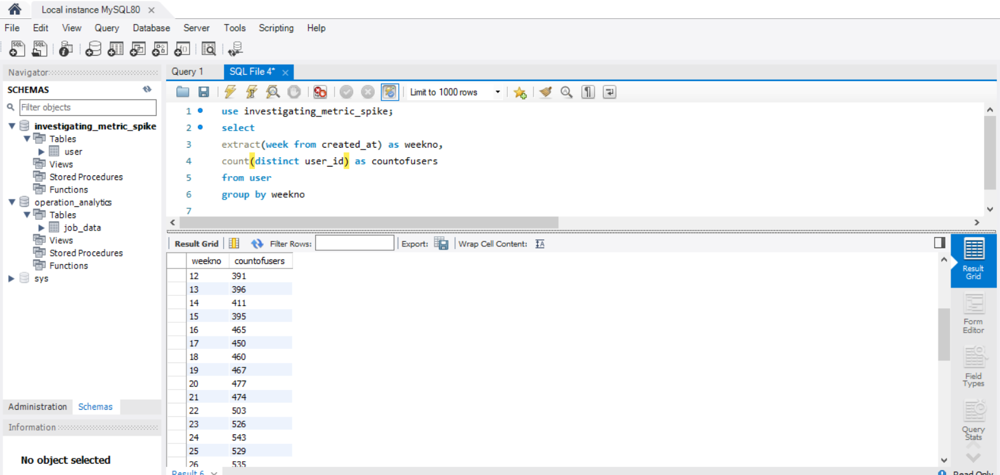 Local instance MySQL80
File Edit View Query Database Server Tools Scripting Help
Navigator
SCHEMAS
Filter objects
investigating_metric_spike
Tables
user
Views
Stored Procedures
Functions
operation_analytics
Tables
job_data
Views
Stored Procedures
Functions
sys
Administration Schemas
Information
No object selected
Query 1 SQL File 4*
Limit to 1000 rows
1 use investigating_metric_spike;
2 select
3 extract(week from created_at) as weekno,
4 count(distinct user_id) as countofusers
5 from user
6 group by weekno
7
Result Grid Filter Rows: Export: Wrap Cell Content:
weekno countofusers
12 391
13 396
14 411
15 395
16 465
17 450
18 460
19 467
20 477
21 474
22 503
23 526
24 543
25 529
26 535
Result
Grid
Form
Editor
Field
Types
Query
Stats
Result 6
Read Only